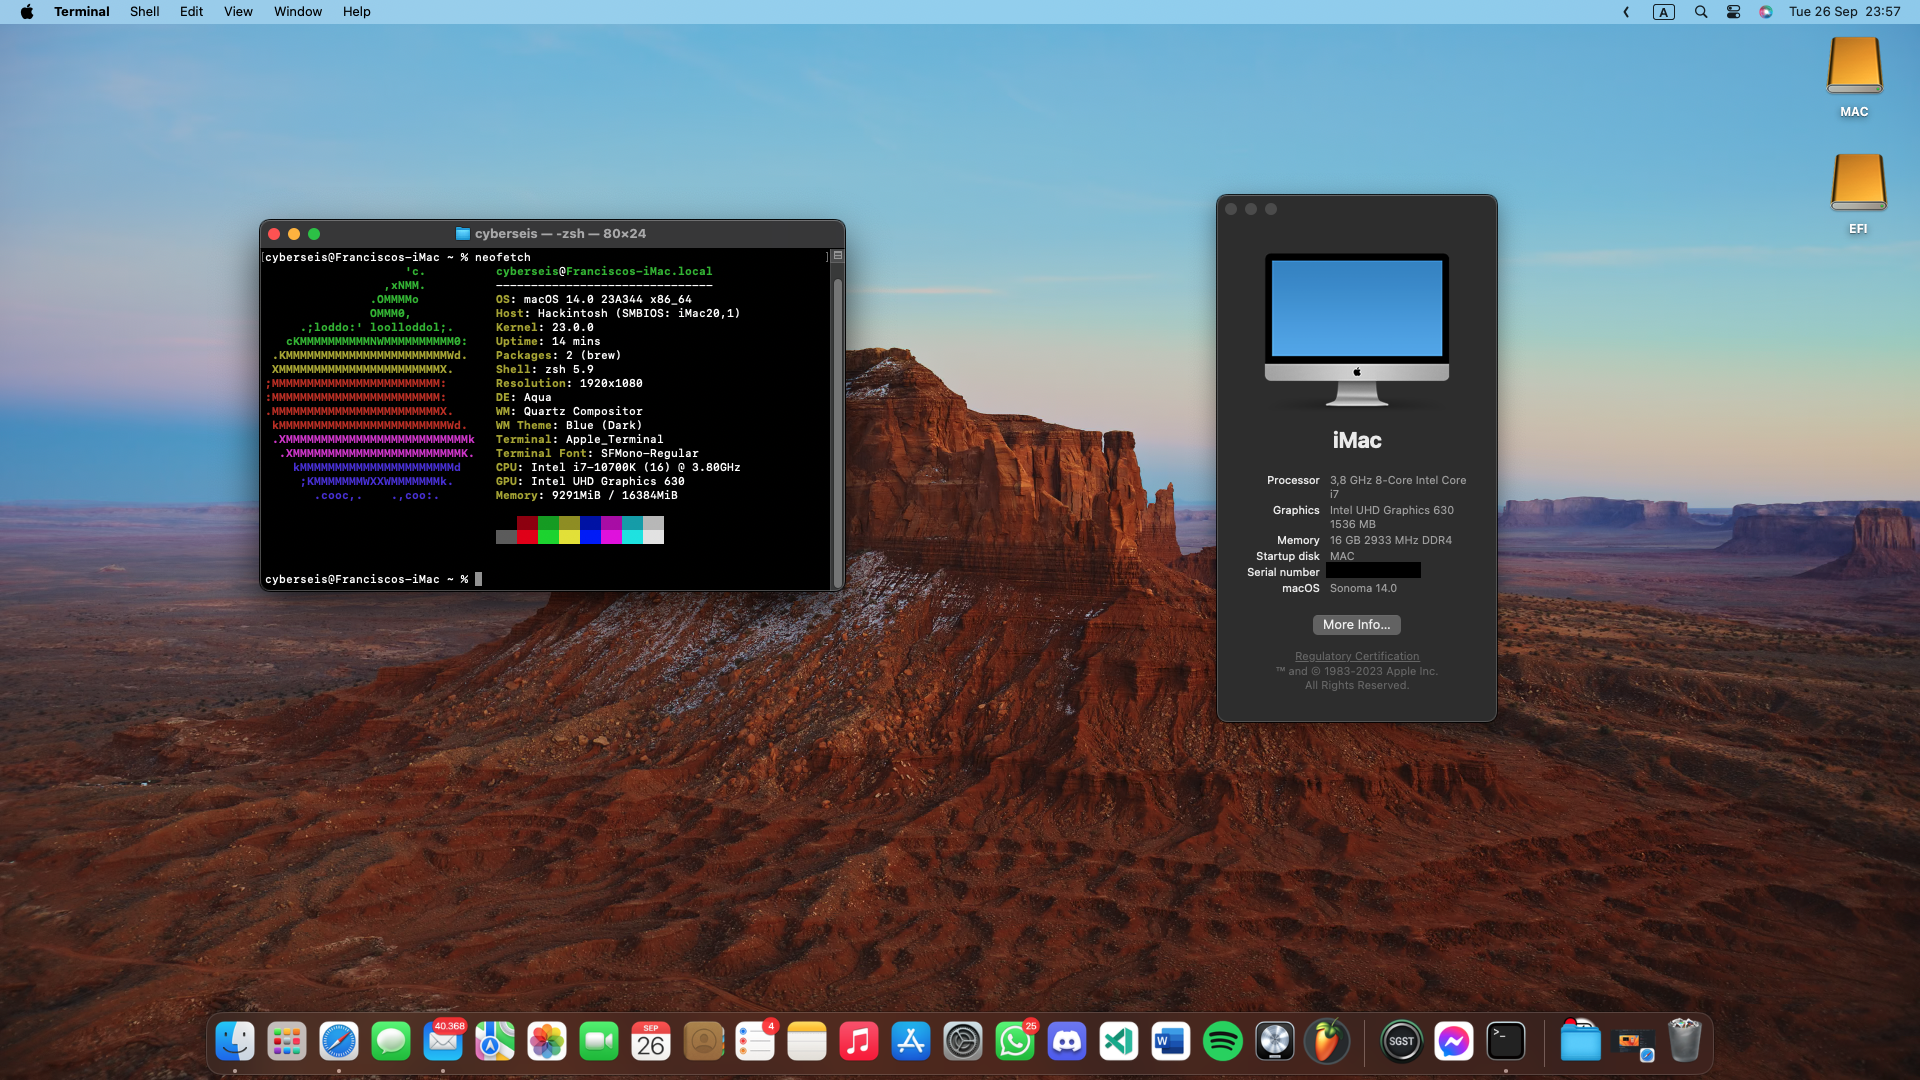 Terminal Shell Edit View Window Help
A Tue 26 Sep 23:57
MAC
EFI
cyberseis — -zsh — 80×24
[cyberseis@Franciscos-iMac ~ % neofetch ]
'c. cyberseis@Franciscos-iMac.local
,xNMM. -------------------------------
.OMMMMo OS: macOS 14.0 23A344 x86_64
OMMM0, Host: Hackintosh (SMBIOS: iMac20,1)
.;loddo:' loolloddol;. Kernel: 23.0.0
cKMMMMMMMMMMNWMMMMMMMMMM0: Uptime: 14 mins
.KMMMMMMMMMMMMMMMMMMMMMMMWd. Packages: 2 (brew)
XMMMMMMMMMMMMMMMMMMMMMMMX. Shell: zsh 5.9
;MMMMMMMMMMMMMMMMMMMMMMMM: Resolution: 1920x1080
:MMMMMMMMMMMMMMMMMMMMMMMM: DE: Aqua
.MMMMMMMMMMMMMMMMMMMMMMMMX. WM: Quartz Compositor
kMMMMMMMMMMMMMMMMMMMMMMMMWd. WM Theme: Blue (Dark)
.XMMMMMMMMMMMMMMMMMMMMMMMMMMk Terminal: Apple_Terminal
.XMMMMMMMMMMMMMMMMMMMMMMMMK. Terminal Font: SFMono-Regular
kMMMMMMMMMMMMMMMMMMMMMMd CPU: Intel i7-10700K (16) @ 3.80GHz
;KMMMMMMMWXXWMMMMMMMk. GPU: Intel UHD Graphics 630
.cooc,. .,coo:. Memory: 9291MiB / 16384MiB
cyberseis@Franciscos-iMac ~ %
iMac
Processor 3,8 GHz 8-Core Intel Core
i7
Graphics Intel UHD Graphics 630
1536 MB
Memory 16 GB 2933 MHz DDR4
Startup disk MAC
Serial number
macOS Sonoma 14.0
More Info...
Regulatory Certification
™ and © 1983-2023 Apple Inc.
All Rights Reserved.
40.368
SEP
26
4
25
W
SGST
>_